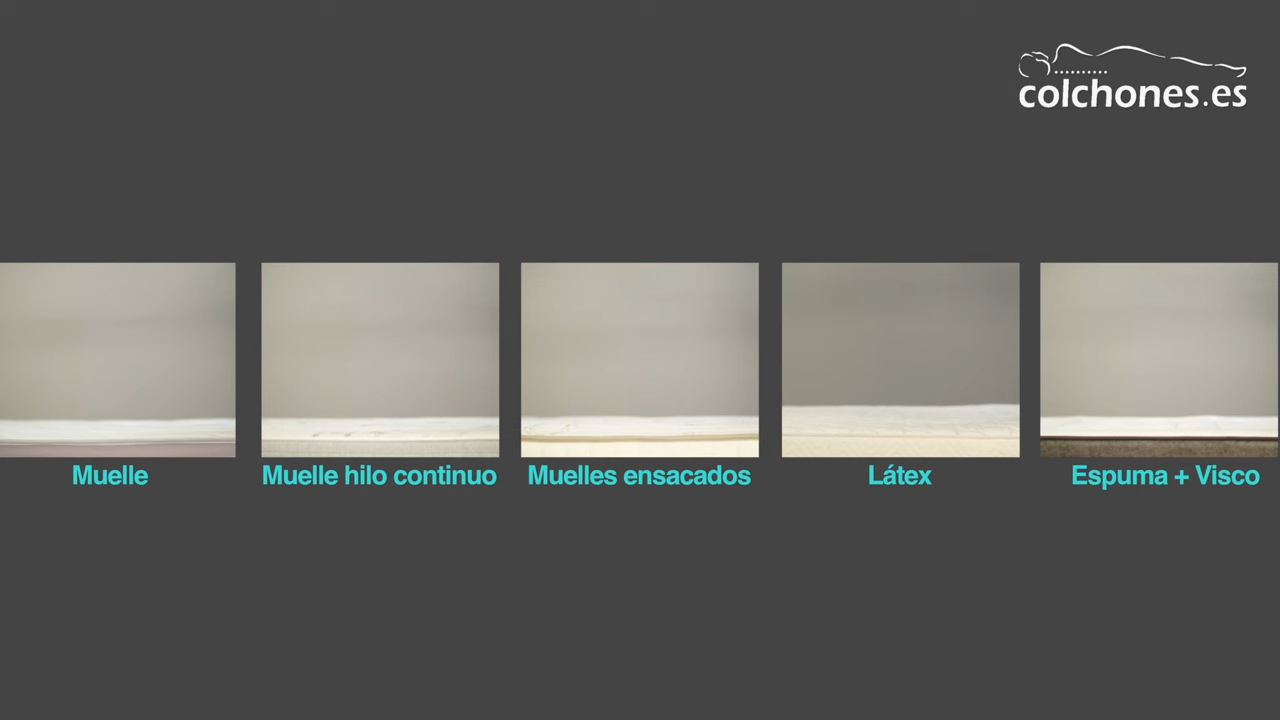 colchones.es
Muelle
Muelle hilo continuo
Muelles ensacados
Látex
Espuma + Visco